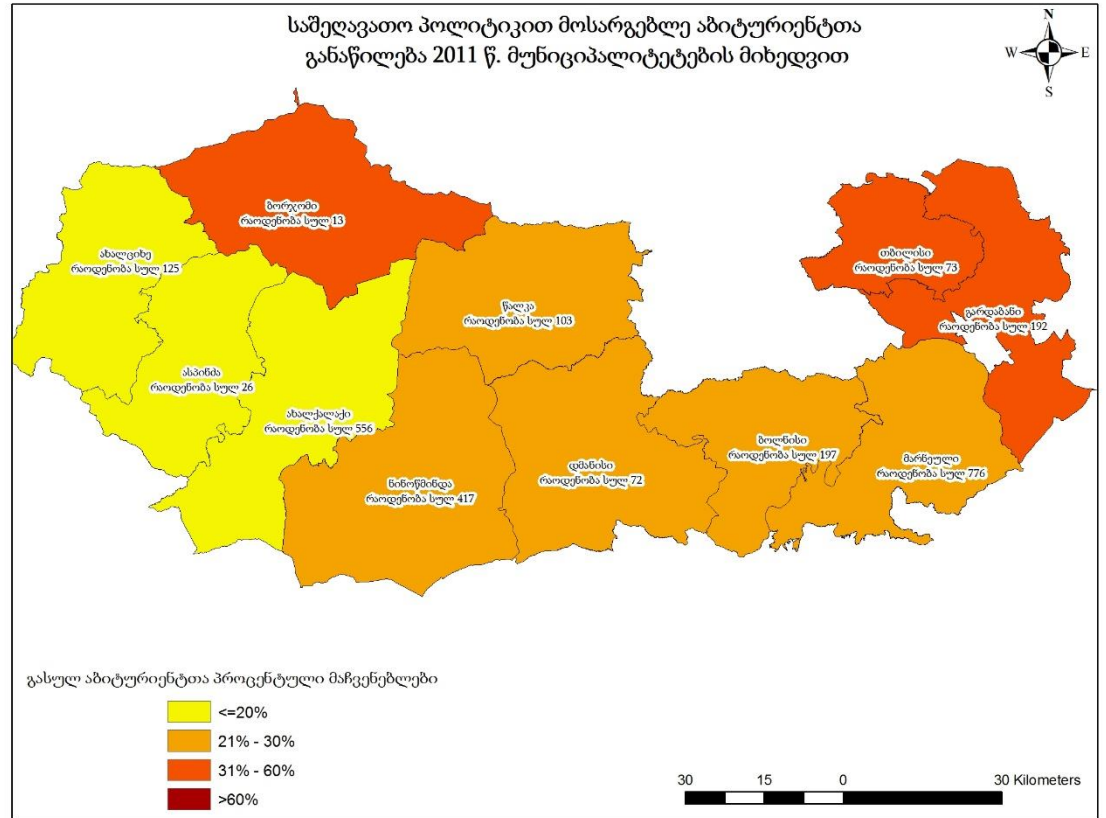 საშეღავათო პოლიტიკით მოსარგებლე აბიტურიენტთა
განაწილება 2011 წ. მუნიციპალიტეტების მიხედვით
N
W
E
S
ბორჯომი
რაოდენობა სულ 13
ახალციხე
რაოდენობა სულ 125
თბილისი
რაოდენობა სულ 73
წალკა
რაოდენობა სულ 103
გარდაბანი
რაოდენობა სულ 192
ასპინძა
რაოდენობა სულ 26
ახალქალაქი
რაოდენობა სულ 556
ბოლნისი
რაოდენობა სულ 197
მარნეული
რაოდენობა სულ 776
დმანისი
რაოდენობა სულ 72
ნინოწმინდა
რაოდენობა სულ 417
გასულ აბიტურიენტთა პროცენტული მაჩვენებლები
<=20%
21% - 30%
31% - 60%
>60%
30 15 0 30 Kilometers